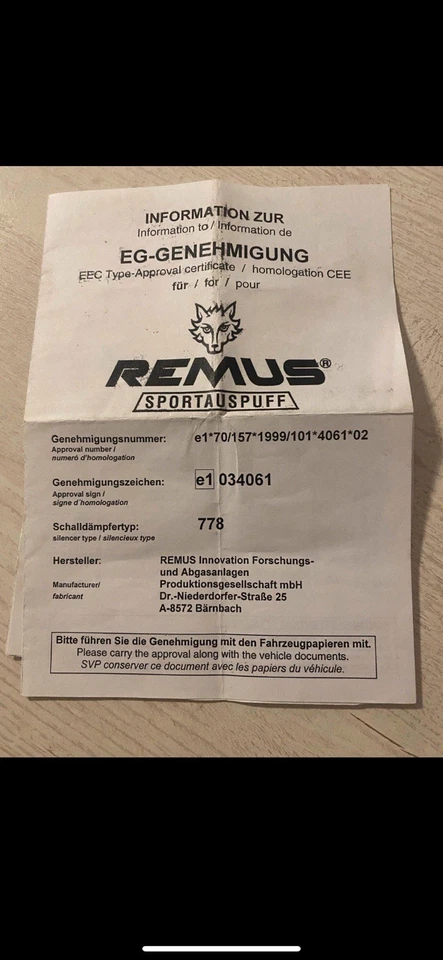 INFORMATION ZUR
Information to / Information de
EG-GENEHMIGUNG
EEC Type-Approval certificate / homologation CEE
für / for / pour
REMUS®
SPORTAUSPUFF
Genehmigungsnummer: e1*70/157*1999/101*4061*02
Approval number /
numeró d'homologation
Genehmigungszeichen: e1 034061
Approval sign /
signe d´homologation
Schalldämpfertyp: 778
silencer type / silencieux type
Hersteller: REMUS Innovation Forschungs-
und Abgasanlagen
Manufacturer/ Produktionsgesellschaft mbH
fabricant Dr.-Niederdorfer-Straße 25
A-8572 Bärnbach
Bitte führen Sie die Genehmigung mit den Fahrzeugpapieren mit.
Please carry the approval along with the vehicle documents.
SVP conserver ce document avec les papiers du véhicule.